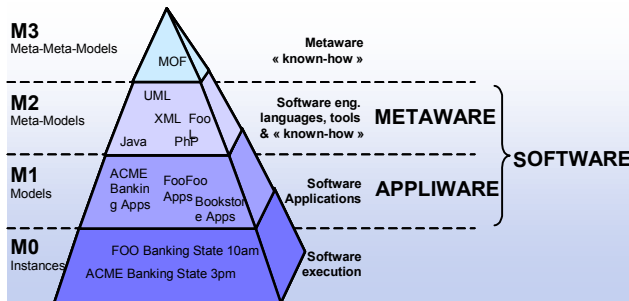 M3
Meta-Meta-Models
MOF
Metaware
« known-how »
M2
Meta-Models
UML
XML
Foo
L
Java
PhP
Software eng.
languages, tools
& « known-how »
METAWARE
SOFTWARE
M1
Models
ACME
Bankin
g Apps
FooFoo
Apps
Bookstor
e Apps
Software
Applications
APPLIWARE
M0
Instances
FOO Banking State 10am
ACME Banking State 3pm
Software
execution